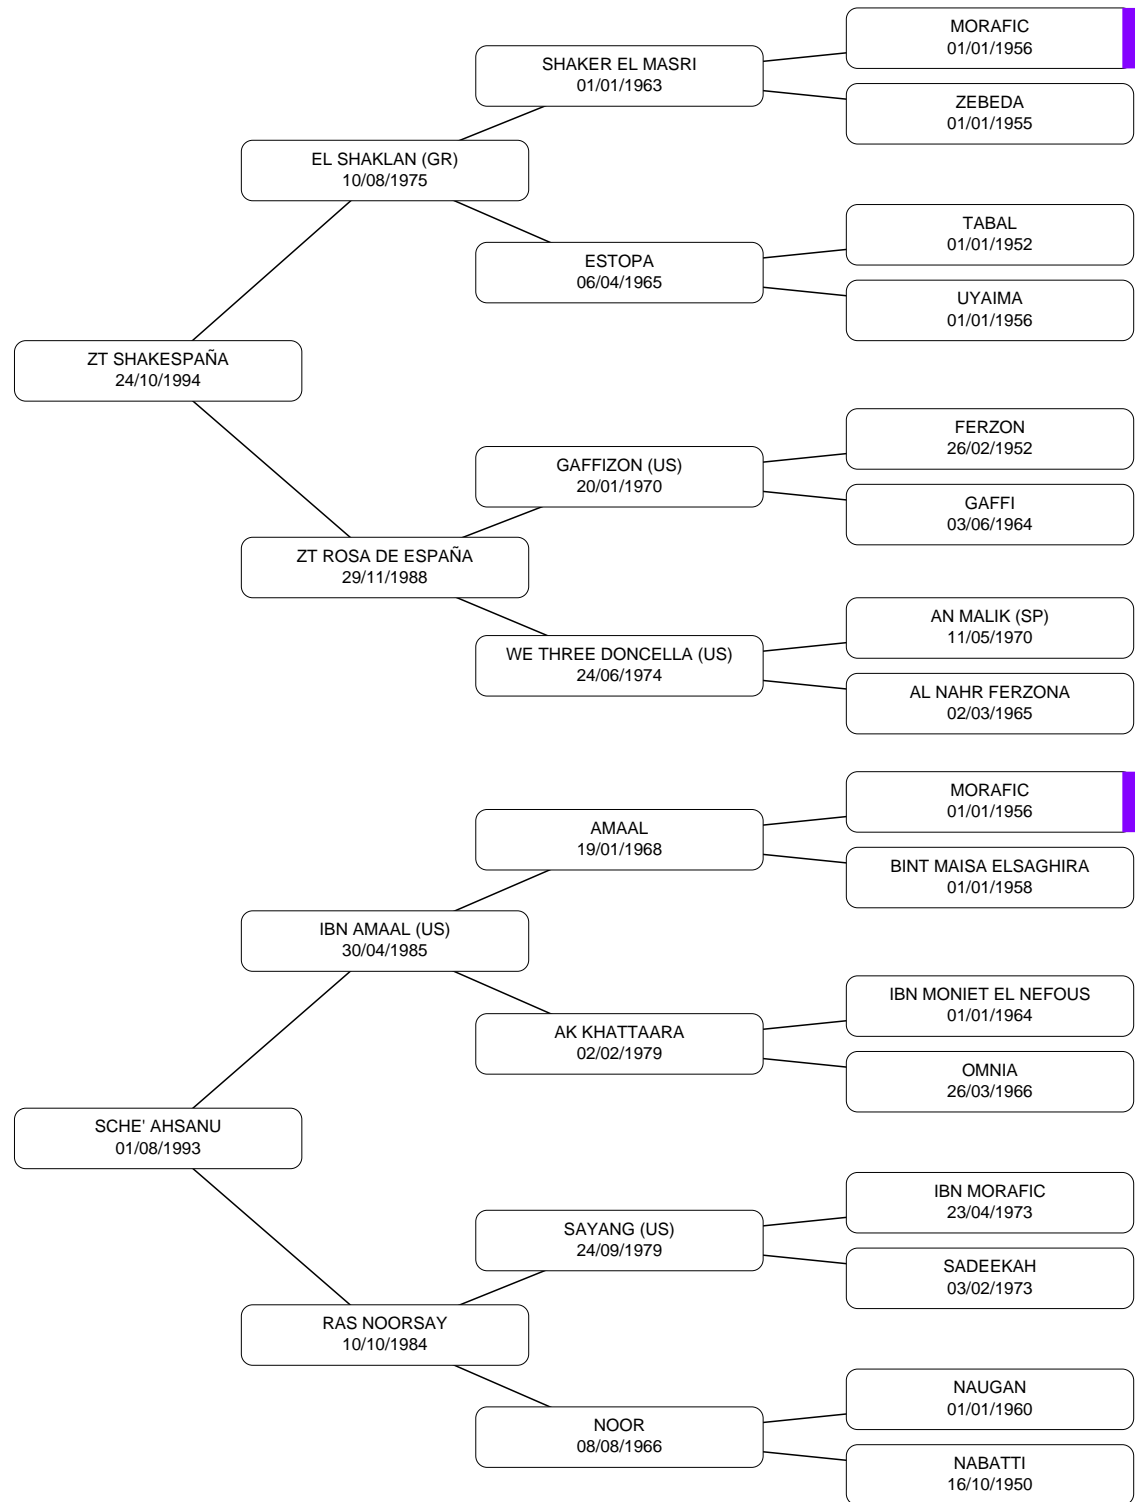 MORAFIC
01/01/1956
SHAKER EL MASRI
01/01/1963
ZEBEDA
01/01/1955
EL SHAKLAN (GR)
10/08/1975
TABAL
01/01/1952
ESTOPA
06/04/1965
UYAIMA
01/01/1956
ZT SHAKESPAÑA
24/10/1994
FERZON
26/02/1952
GAFFIZON (US)
20/01/1970
GAFFI
03/06/1964
ZT ROSA DE ESPAÑA
29/11/1988
AN MALIK (SP)
11/05/1970
WE THREE DONCELLA (US)
24/06/1974
AL NAHR FERZONA
02/03/1965
MORAFIC
01/01/1956
AMAAL
19/01/1968
BINT MAISA ELSAGHIRA
01/01/1958
IBN AMAAL (US)
30/04/1985
IBN MONIET EL NEFOUS
01/01/1964
AK KHATTAARA
02/02/1979
OMNIA
26/03/1966
SCHE' AHSANU
01/08/1993
IBN MORAFIC
23/04/1973
SAYANG (US)
24/09/1979
SADEEKAH
03/02/1973
RAS NOORSAY
10/10/1984
NAUGAN
01/01/1960
NOOR
08/08/1966
NABATTI
16/10/1950